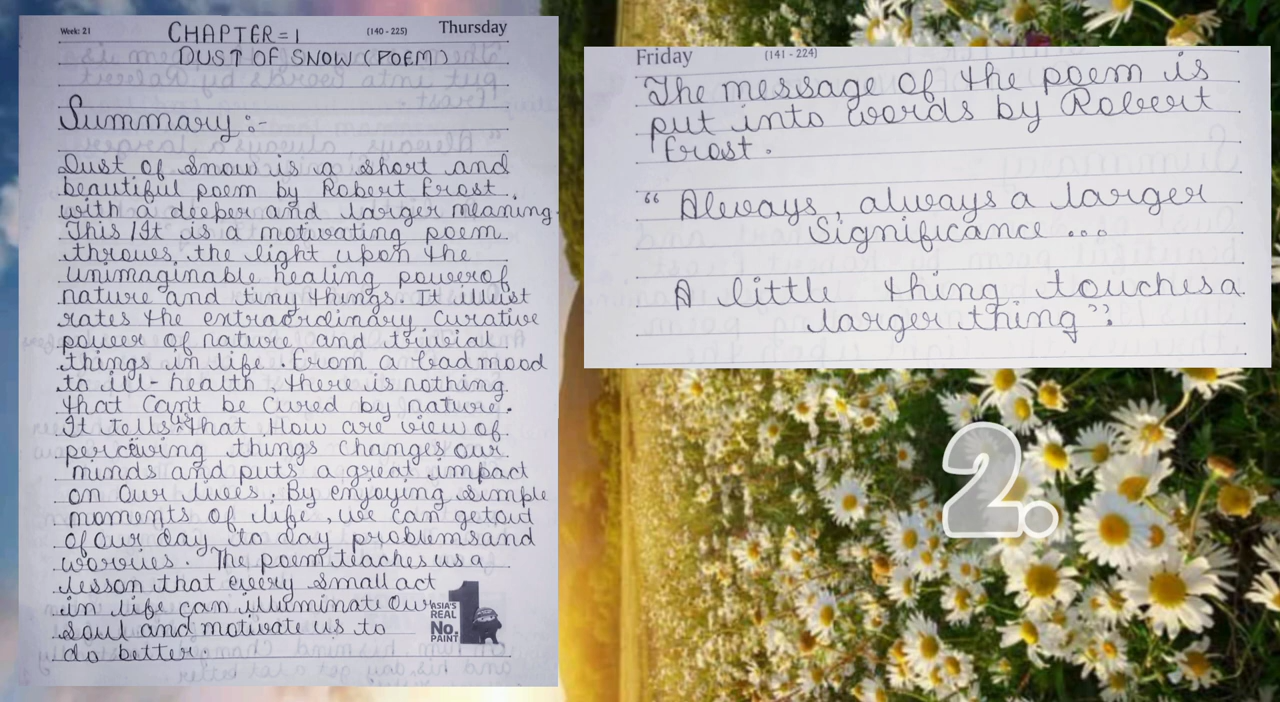 Week: 21
(140 - 225)
Thursday
CHAPTER = 1
DUST OF SNOW (POEM)
Summary :-
Dust of Snow is a short and
beautiful poem by Robert Frost,
with a deeper and larger meaning.
This/It is a motivating poem
throws the light upon the
unimaginable healing power of
nature and tiny things. It illust
rates the extraordinary curative
power of nature and trivial
things in life. From a bad mood
to ill-health there is nothing
that can't be cured by nature.
It tells that How are view of
perceiving things changes our
minds and puts a great impact
on our lives. By enjoying simple
moments of life, we can get out
of our day to day problems and
worries. The poem teaches us a
lesson that every small act
in life can illuminate our
soul and motivate us to
do better.
ASIA'S
REAL
No.
PAINT
1
Friday
(141 - 224)
The message of the poem is
put into words by Robert
Frost.
“ Always, always a larger
Significance ...
A little thing touches a
larger thing”.
2.